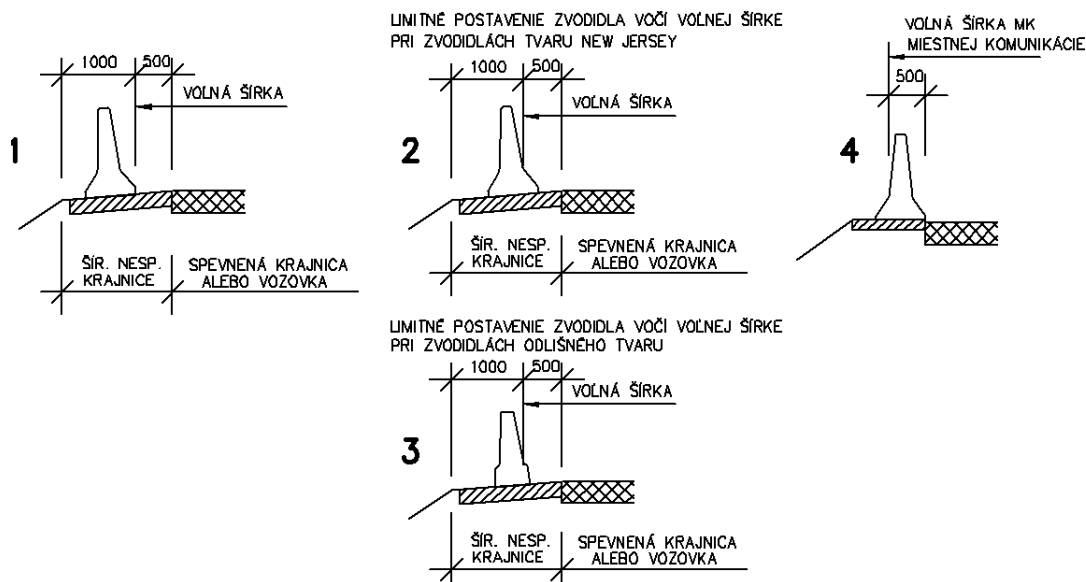 1
1000
500
VOĽNÁ ŠÍRKA
ŠÍR. NESP.
KRAJNICE
SPEVNENÁ KRAJNICA
ALEBO VOZOVKA
LIMITNÉ POSTAVENIE ZVODIDLA VOČÍ VOĽNEJ ŠÍRKE
PRI ZVODIDLÁCH TVARU NEW JERSEY
2
1000
500
VOĽNÁ ŠÍRKA
ŠÍR. NESP.
KRAJNICE
SPEVNENÁ KRAJNICA
ALEBO VOZOVKA
LIMITNÉ POSTAVENIE ZVODIDLA VOČÍ VOĽNEJ ŠÍRKE
PRI ZVODIDLÁCH ODLIŠNÉHO TVARU
3
1000
500
VOĽNÁ ŠÍRKA
ŠÍR. NESP.
KRAJNICE
SPEVNENÁ KRAJNICA
ALEBO VOZOVKA
VOĽNÁ ŠÍRKA MK
MIESTNEJ KOMUNIKÁCIE
500
4